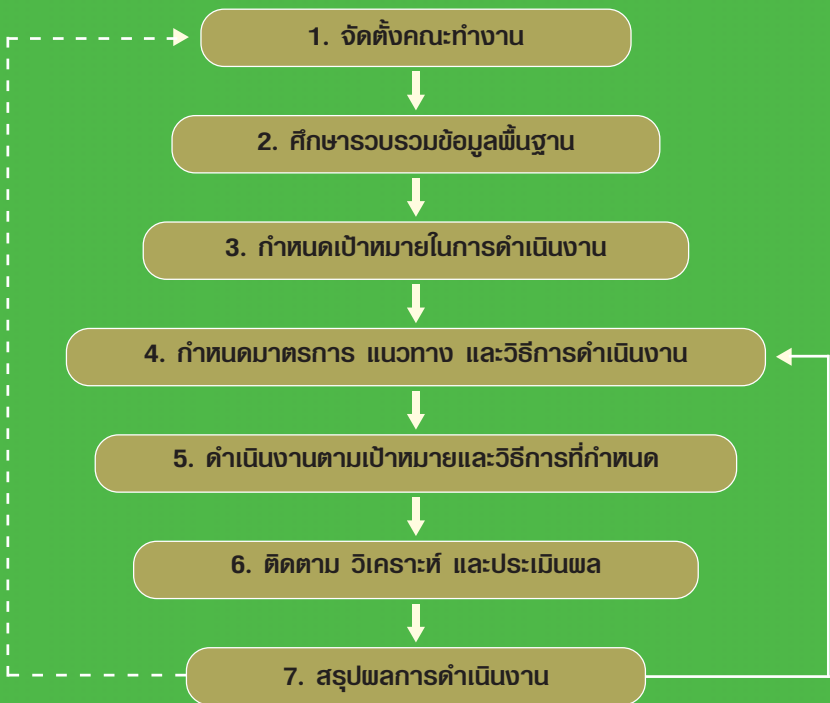 1. จัดตั้งคณะทำงาน
2. ศึกษารวบรวมข้อมูลพื้นฐาน
3. กำหนดเป้าหมายในการดำเนินงาน
4. กำหนดมาตรการ แนวทาง และวิธีการดำเนินงาน
5. ดำเนินงานตามเป้าหมายและวิธีการที่กำหนด
6. ติดตาม วิเคราะห์ และประเมินผล
7. สรุปผลการดำเนินงาน